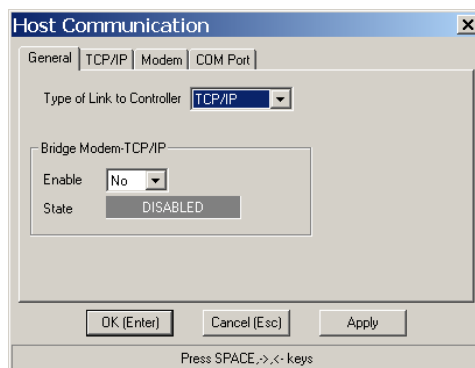 Host Communication
General TCP/IP Modem COM Port
Type of Link to Controller TCP/IP
Bridge Modem-TCP/IP
Enable No
State DISABLED
OK (Enter) Cancel (Esc) Apply
Press SPACE,->,<- keys